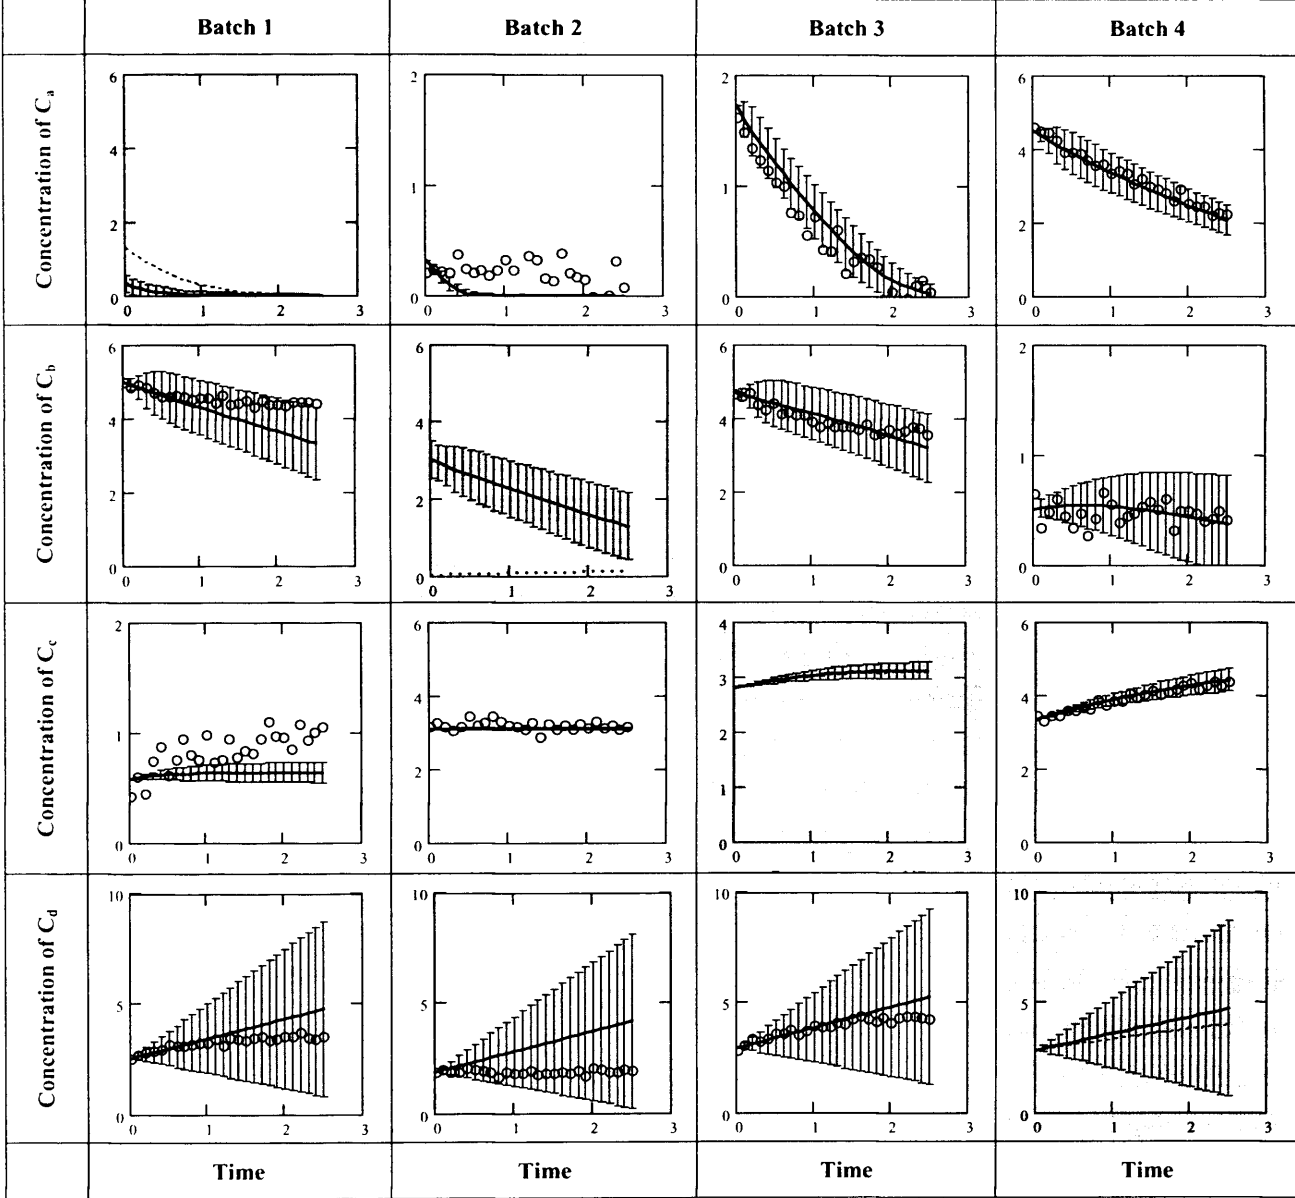 Batch 1 Batch 2 Batch 3 Batch 4
Concentration of Ca
6 4 2 0
0 1 2 3
2 1 0
0 1 2 3
2 1 0
0 1 2 3
6 4 2 0
0 1 2 3
Concentration of Cb
6 4 2 0
0 1 2 3
6 4 2 0
0 1 2 3
6 4 2 0
0 1 2 3
2 1 0
0 1 2 3
Concentration of Cc
2 1 0
0 1 2 3
6 4 2 0
0 1 2 3
4 3 2 1 0
0 1 2 3
6 4 2 0
0 1 2 3
Concentration of Cd
10 5 0
0 1 2 3
10 5 0
0 1 2 3
10 5 0
0 1 2 3
10 5 0
0 1 2 3
Time Time Time Time